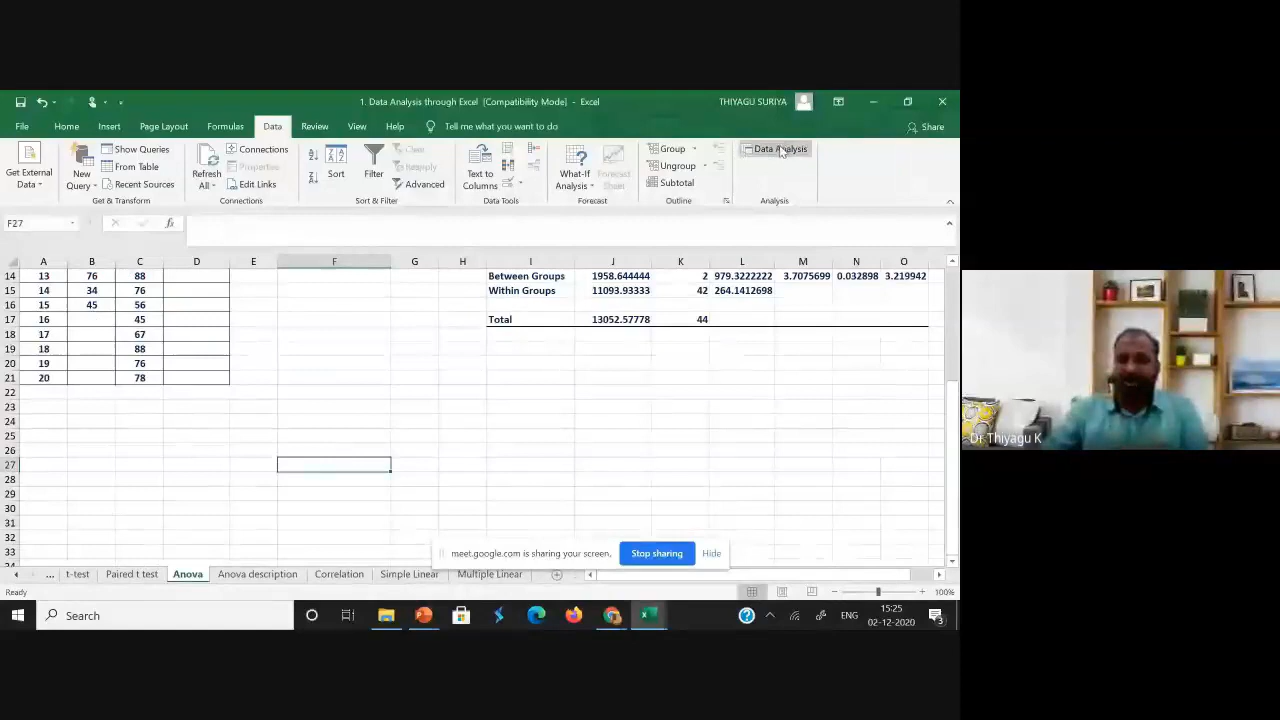 1. Data Analysis through Excel [Compatibility Mode] - Excel
THIYAGU SURIYA
File Home Insert Page Layout Formulas Data Review View Help Tell me what you want to do Share
Get External Data
New Query
Show Queries
From Table
Recent Sources
Get & Transform
Refresh All
Connections
Properties
Edit Links
Connections
Sort
Filter
Clear
Reapply
Advanced
Sort & Filter
Text to Columns
Data Tools
What-If Analysis
Forecast Sheet
Forecast
Group
Ungroup
Subtotal
Outline
Data Analysis
Analysis
F27 fx
A B C D E F G H I J K L M N O
14 13 76 88 Between Groups 1958.644444 2 979.3222222 3.7075699 0.032898 3.219942
15 14 34 76 Within Groups 11093.93333 42 264.1412698
16 15 45 56
17 16 45 Total 13052.57778 44
18 17 67
19 18 88
20 19 76
21 20 78
22
23
24
25
26
27
28
29
30
31
32
33
meet.google.com is sharing your screen. Stop sharing Hide
... t-test Paired t test Anova Anova description Correlation Simple Linear Multiple Linear
Ready 100%
Search ENG 15:25
02-12-2020 3
Dr Thiyagu K